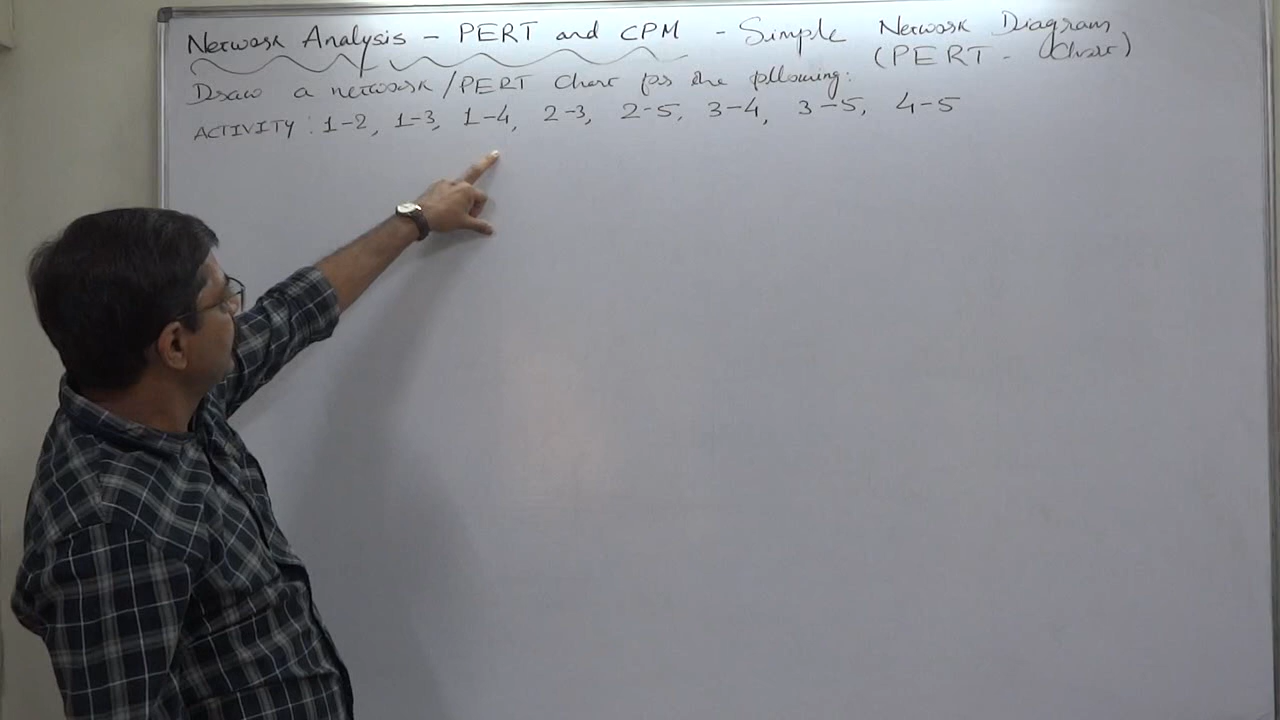 Network Analysis - PERT and CPM - Simple Network Diagram
(PERT - Chart)
Draw a network/PERT Chart for the following:
ACTIVITY: 1-2, 1-3, 1-4, 2-3, 2-5, 3-4, 3-5, 4-5